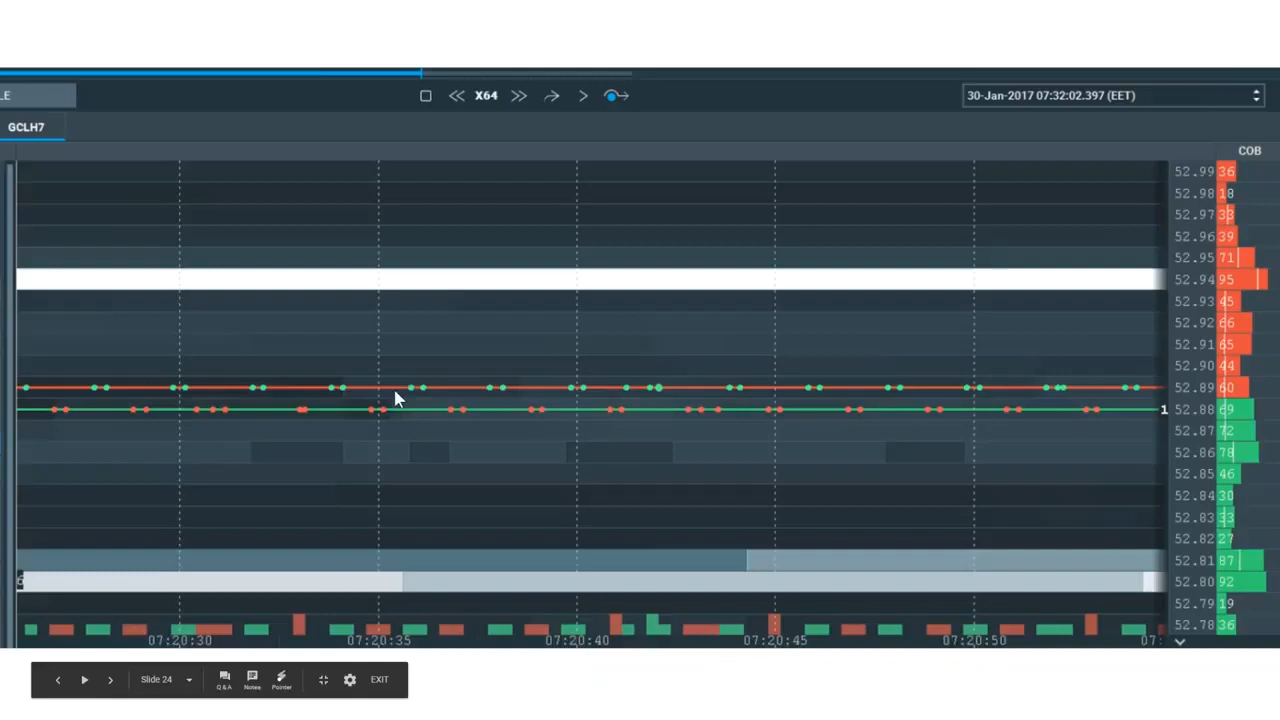 LE
X64
30-Jan-2017 07:32:02.397 (EET)
GCLH7
COB
52.99 36
52.98 18
52.97 33
52.96 39
52.95 71
52.94 95
52.93 45
52.92 66
52.91 65
52.90 44
52.89 60
1 52.88 69
52.87 72
52.86 78
52.85 46
52.84 30
52.83 33
52.82 27
52.81 87
6 52.80 92
52.79 19
52.78 36
07:20:30 07:20:35 07:20:40 07:20:45 07:20:50 07:
Slide 24 Q & A Notes Pointer EXIT